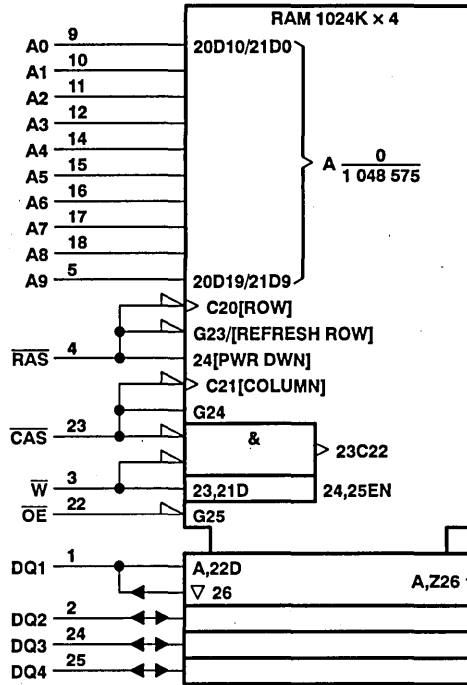 RAM 1024K × 4
A0 9 20D10/21D0
A1 10
A2 11
A3 12
A4 14
A 0
1 048 575
A5 15
A6 16
A7 17
A8 18
A9 5 20D19/21D9
C20[ROW]
G23/[REFRESH ROW]
RAS 4 24[PWR DWN]
C21[COLUMN]
G24
CAS 23 & 23C22
W 3 23,21D 24,25EN
OE 22 G25
DQ1 1 A,22D A,Z26
▽ 26
DQ2 2
DQ3 24
DQ4 25